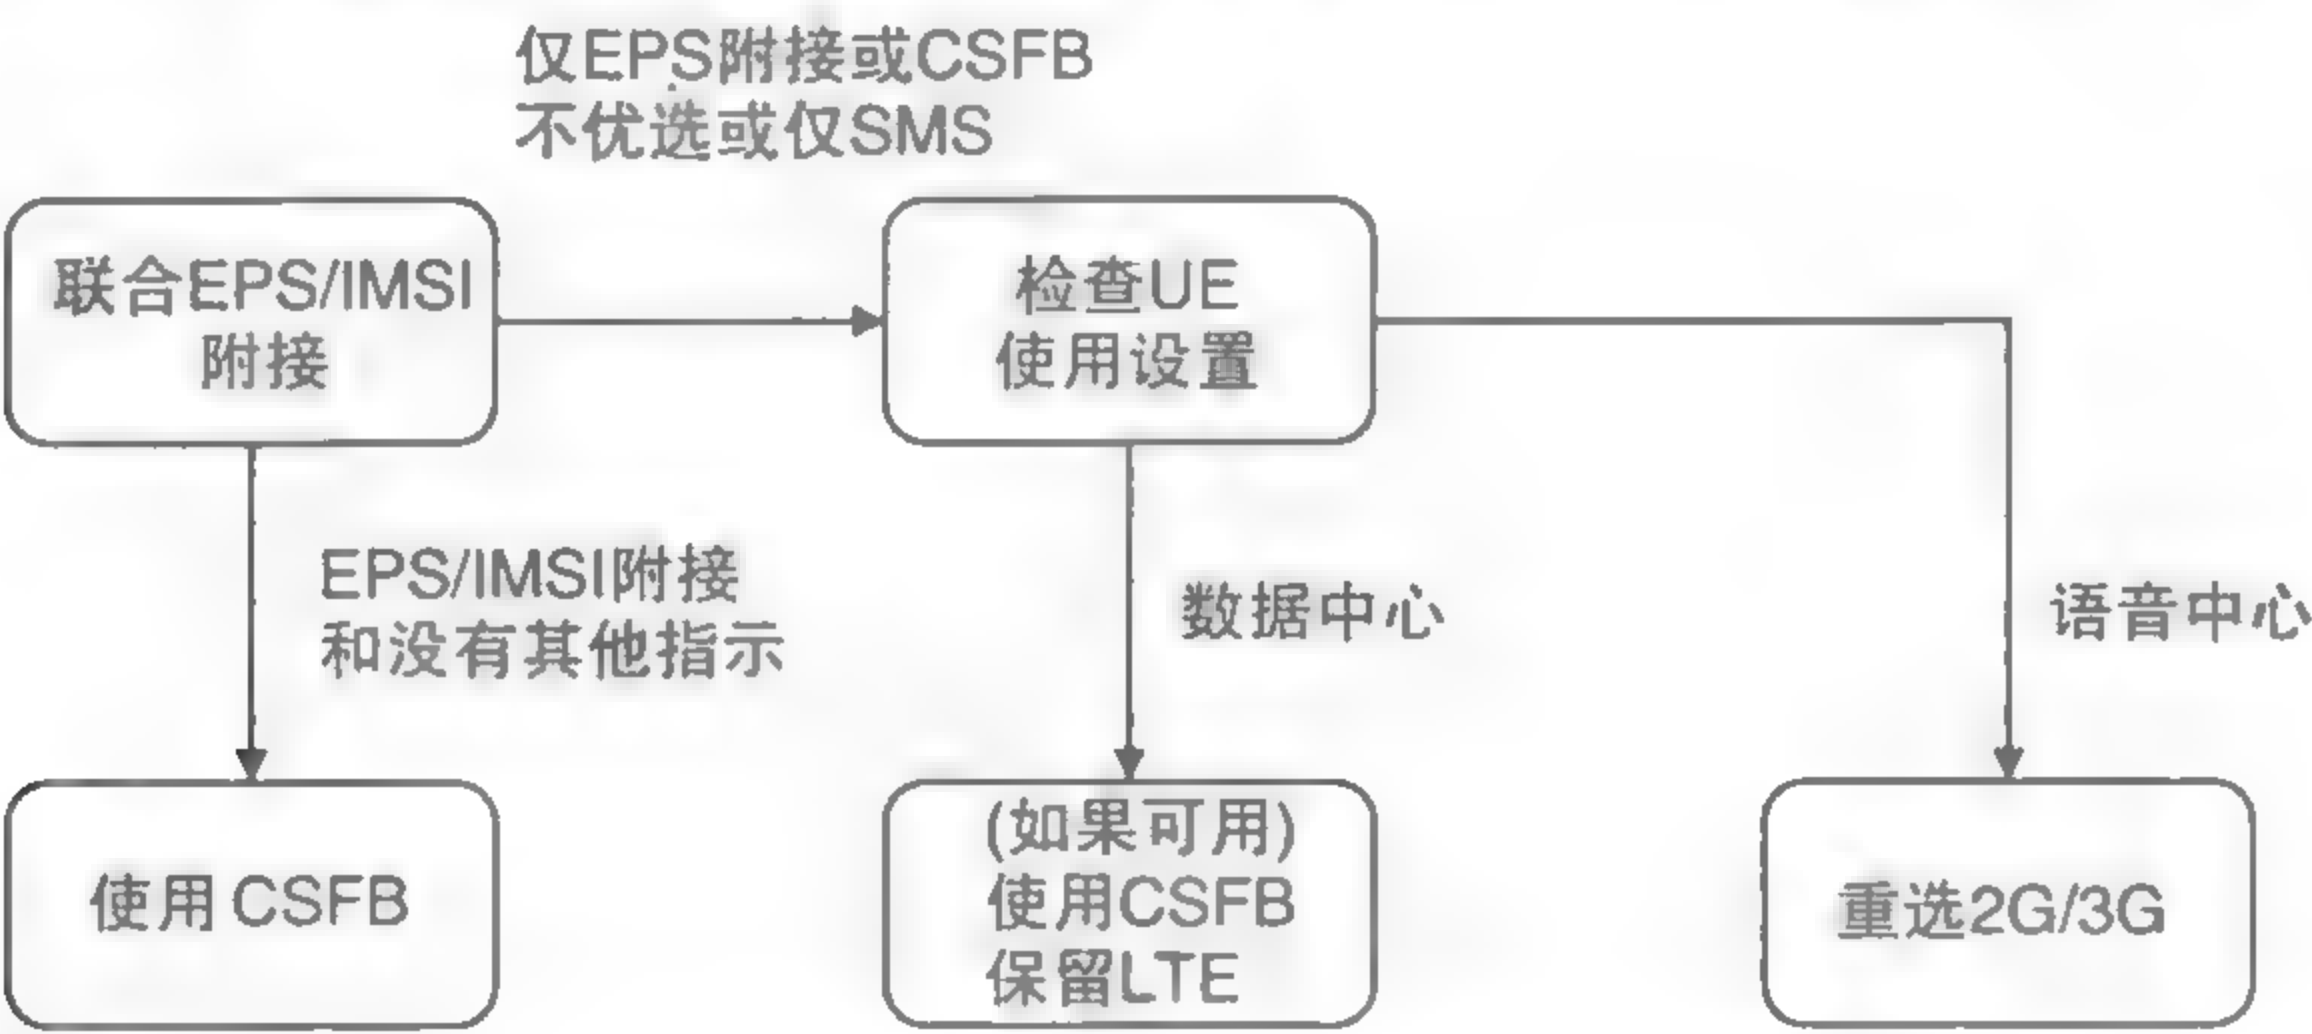 仅EPS附接或CSFB
不优选或仅SMS
联合EPS/IMSI
附接
检查UE
使用设置
EPS/IMSI附接
和没有其他指示
数据中心
语音中心
使用CSFB
(如果可用)
使用CSFB
保留LTE
重选2G/3G